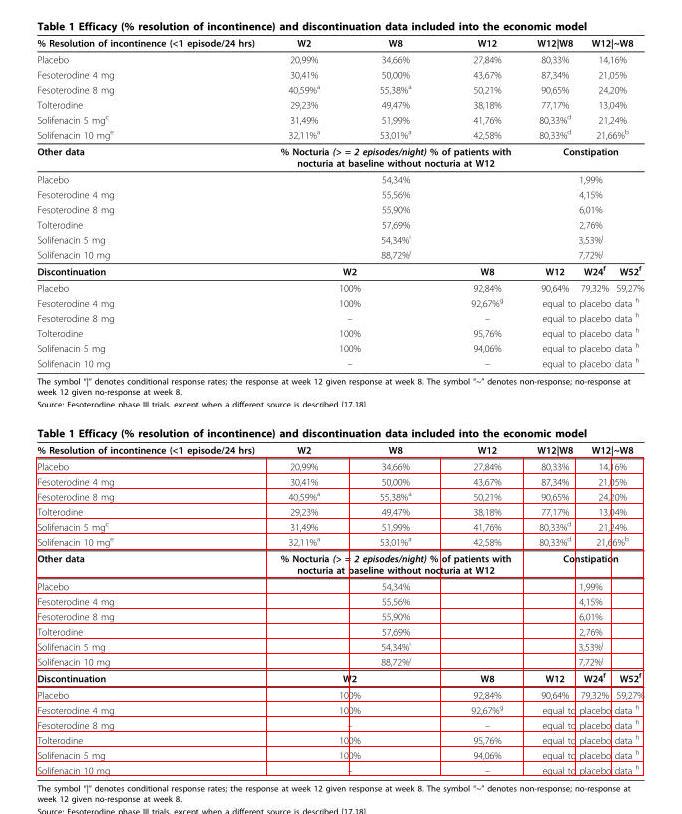 Table 1 Efficacy (% resolution of incontinence) and discontinuation data included into the economic model
% Resolution of incontinence (<1 episode/24 hrs) W2 W8 W12 W12|W8 W12|~W8
Placebo 20,99% 34,66% 27,84% 80,33% 14,16%
Fesoterodine 4 mg 30,41% 50,00% 43,67% 87,34% 21,05%
Fesoterodine 8 mg 40,59%a 55,38%a 50,21% 90,65% 24,20%
Tolterodine 29,23% 49,47% 38,18% 77,17% 13,04%
Solifenacin 5 mgc 31,49% 51,99% 41,76% 80,33%d 21,24%
Solifenacin 10 mge 32,11%a 53,01%a 42,58% 80,33%d 21,66%b
Other data % Nocturia (> = 2 episodes/night) % of patients with Constipation
nocturia at baseline without nocturia at W12
Placebo 54,34% 1,99%
Fesoterodine 4 mg 55,56% 4,15%
Fesoterodine 8 mg 55,90% 6,01%
Tolterodine 57,69% 2,76%
Solifenacin 5 mg 54,34%i 3,53%j
Solifenacin 10 mg 88,72%j 7,72%j
Discontinuation W2 W8 W12 W24f W52f
Placebo 100% 92,84% 90,64% 79,32% 59,27%
Fesoterodine 4 mg 100% 92,67%g equal to placebo data h
Fesoterodine 8 mg – – equal to placebo data h
Tolterodine 100% 95,76% equal to placebo data h
Solifenacin 5 mg 100% 94,06% equal to placebo data h
Solifenacin 10 mg – – equal to placebo data h
The symbol "|" denotes conditional response rates; the response at week 12 given response at week 8. The symbol "~" denotes non-response; no-response at
week 12 given no-response at week 8.
Source: Fesoterodine phase III trials, except when a different source is described [17,18]
Table 1 Efficacy (% resolution of incontinence) and discontinuation data included into the economic model
% Resolution of incontinence (<1 episode/24 hrs) W2 W8 W12 W12|W8 W12|~W8
Placebo 20,99% 34,66% 27,84% 80,33% 14,16%
Fesoterodine 4 mg 30,41% 50,00% 43,67% 87,34% 21,05%
Fesoterodine 8 mg 40,59%a 55,38%a 50,21% 90,65% 24,20%
Tolterodine 29,23% 49,47% 38,18% 77,17% 13,04%
Solifenacin 5 mgc 31,49% 51,99% 41,76% 80,33%d 21,24%
Solifenacin 10 mge 32,11%a 53,01%a 42,58% 80,33%d 21,66%b
Other data % Nocturia (> = 2 episodes/night) % of patients with Constipation
nocturia at baseline without nocturia at W12
Placebo 54,34% 1,99%
Fesoterodine 4 mg 55,56% 4,15%
Fesoterodine 8 mg 55,90% 6,01%
Tolterodine 57,69% 2,76%
Solifenacin 5 mg 54,34%i 3,53%j
Solifenacin 10 mg 88,72%j 7,72%j
Discontinuation W2 W8 W12 W24f W52f
Placebo 100% 92,84% 90,64% 79,32% 59,27%
Fesoterodine 4 mg 100% 92,67%g equal to placebo data h
Fesoterodine 8 mg – – equal to placebo data h
Tolterodine 100% 95,76% equal to placebo data h
Solifenacin 5 mg 100% 94,06% equal to placebo data h
Solifenacin 10 mg – – equal to placebo data h
The symbol "|" denotes conditional response rates; the response at week 12 given response at week 8. The symbol "~" denotes non-response; no-response at
week 12 given no-response at week 8.
Source: Fesoterodine phase III trials, except when a different source is described [17,18]